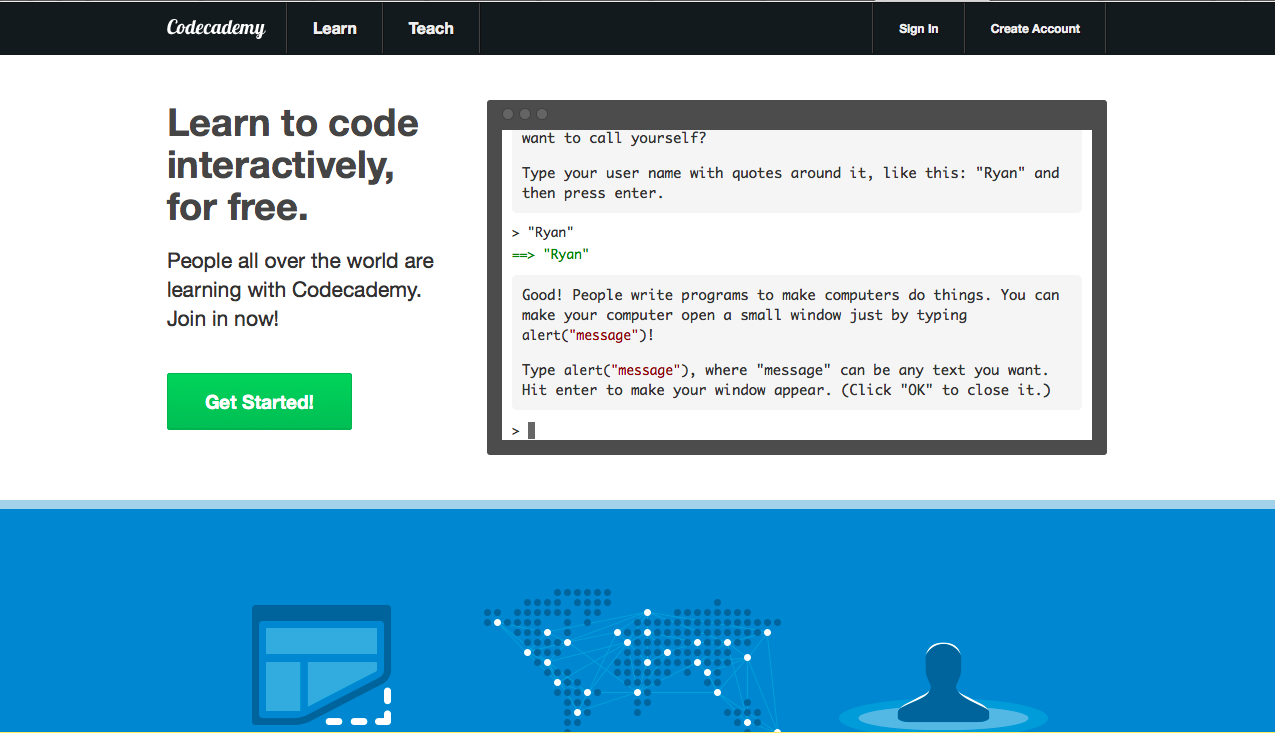 Codecademy
Learn
Teach
Sign In
Create Account
Learn to code
interactively,
for free.
People all over the world are
learning with Codecademy.
Join in now!
Get Started!
want to call yourself?
Type your user name with quotes around it, like this: "Ryan" and
then press enter.
> "Ryan"
==> "Ryan"
Good! People write programs to make computers do things. You can
make your computer open a small window just by typing
alert("message")!
Type alert("message"), where "message" can be any text you want.
Hit enter to make your window appear. (Click "OK" to close it.)
>